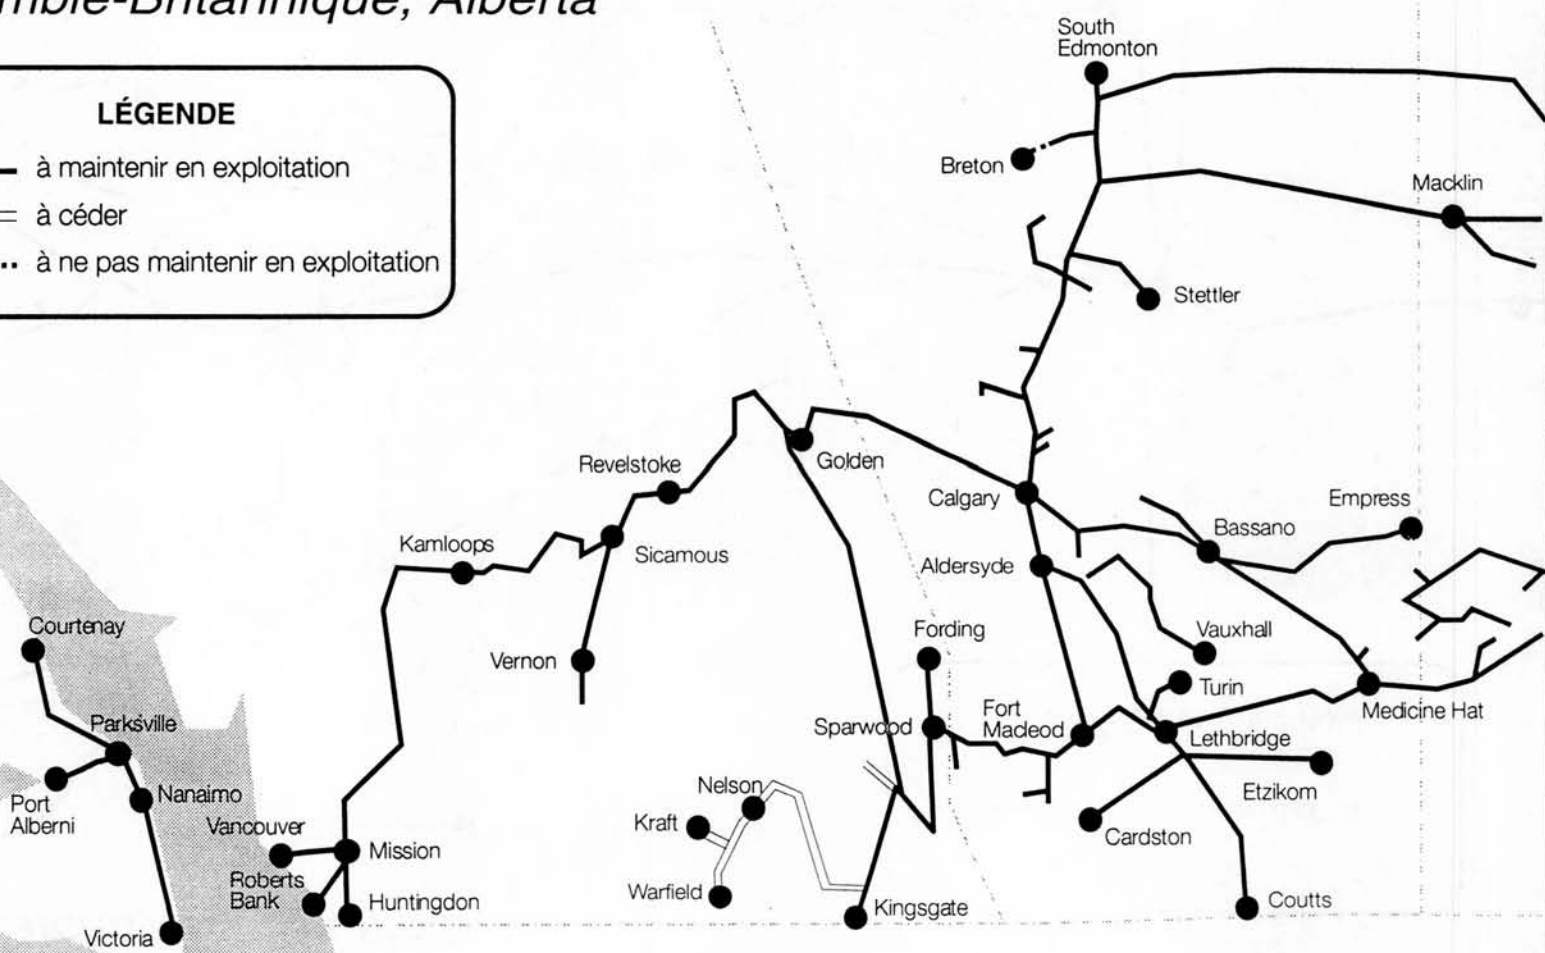 mbie-Britannique, Alberta
LÉGENDE
à maintenir en exploitation
à céder
à ne pas maintenir en exploitation
South
Edmonton
Breton
Macklin
Stettler
Golden
Revelstoke
Calgary
Empress
Bassano
Kamloops
Sicamous
Aldersyde
Courtenay
Vernon
Fording
Vauxhall
Turin
Parksville
Sparwood
Fort
Macleod
Medicine Hat
Lethbridge
Port
Alberni
Nanaimo
Nelson
Etzikom
Vancouver
Kraft
Cardston
Mission
Roberts
Bank
Huntingdon
Warfield
Kingsgate
Coutts
Victoria